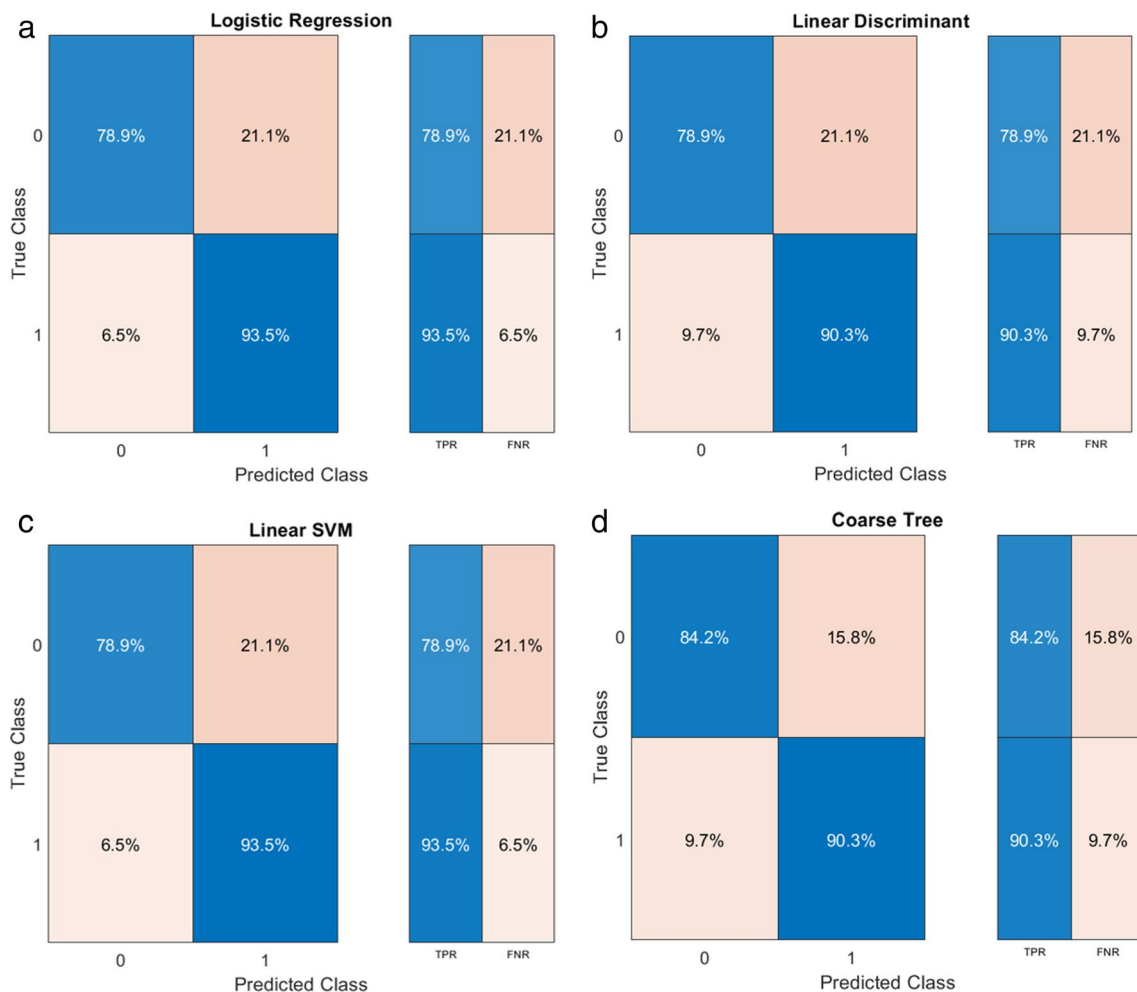 a
Logistic Regression
True Class
0
78.9%
21.1%
78.9%
21.1%
1
6.5%
93.5%
93.5%
6.5%
0
1
TPR
FNR
Predicted Class
b
Linear Discriminant
True Class
0
78.9%
21.1%
78.9%
21.1%
1
9.7%
90.3%
90.3%
9.7%
0
1
TPR
FNR
Predicted Class
c
Linear SVM
True Class
0
78.9%
21.1%
78.9%
21.1%
1
6.5%
93.5%
93.5%
6.5%
0
1
TPR
FNR
Predicted Class
d
Coarse Tree
True Class
0
84.2%
15.8%
84.2%
15.8%
1
9.7%
90.3%
90.3%
9.7%
0
1
TPR
FNR
Predicted Class